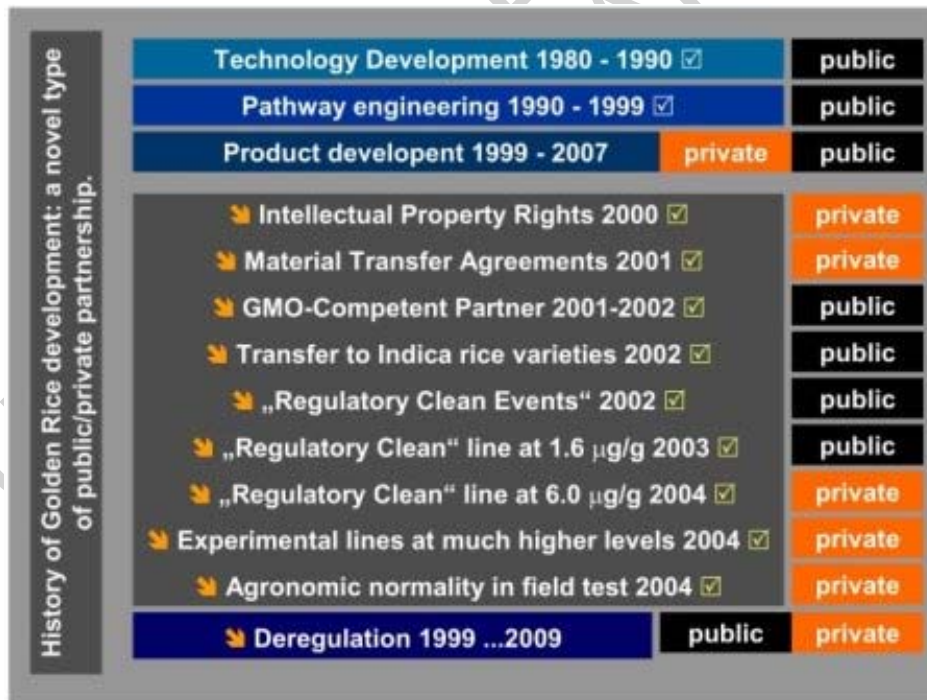 History of Golden Rice development: a novel type
of public/private partnership.
Technology Development 1980 - 1990 ☑ public
Pathway engineering 1990 - 1999 ☑ public
Product developent 1999 - 2007 private public
Intellectual Property Rights 2000 ☑ private
Material Transfer Agreements 2001 ☑ private
GMO-Competent Partner 2001-2002 ☑ public
Transfer to Indica rice varieties 2002 ☑ public
„Regulatory Clean Events“ 2002 ☑ public
„Regulatory Clean“ line at 1.6 µg/g 2003 ☑ public
„Regulatory Clean“ line at 6.0 µg/g 2004 ☑ private
Experimental lines at much higher levels 2004 ☑ private
Agronomic normality in field test 2004 ☑ private
Deregulation 1999 ...2009 public private